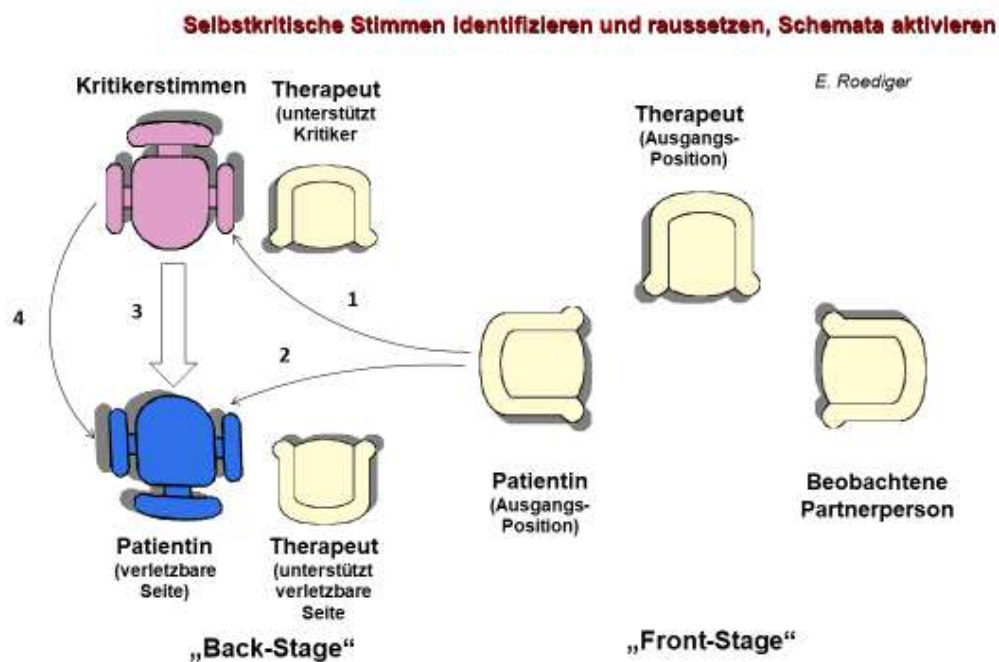 Selbstkritische Stimmen identifizieren und raussetzen, Schemata aktivieren
E. Roediger
Kritikerstimmen
Therapeut
(unterstützt
Kritiker
Therapeut
(Ausgangs-
Position)
1
2
3
4
Patientin
(verletzbare
Seite)
Therapeut
(unterstützt
verletzbare
Seite
Patientin
(Ausgangs-
Position)
Beobachtene
Partnerperson
„Back-Stage“
„Front-Stage“